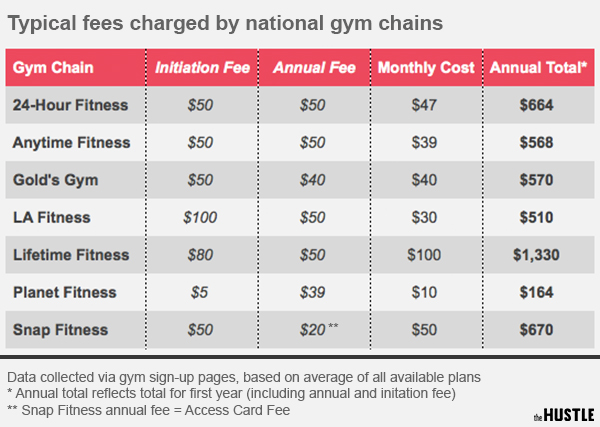 Typical fees charged by national gym chains
Gym Chain Initiation Fee Annual Fee Monthly Cost Annual Total*
24-Hour Fitness $50 $50 $47 $664
Anytime Fitness $50 $50 $39 $568
Gold's Gym $50 $40 $40 $570
LA Fitness $100 $50 $30 $510
Lifetime Fitness $80 $50 $100 $1,330
Planet Fitness $5 $39 $10 $164
Snap Fitness $50 $20** $50 $670
Data collected via gym sign-up pages, based on average of all available plans
* Annual total reflects total for first year (including annual and initation fee)
** Snap Fitness annual fee = Access Card Fee
the HUSTLE